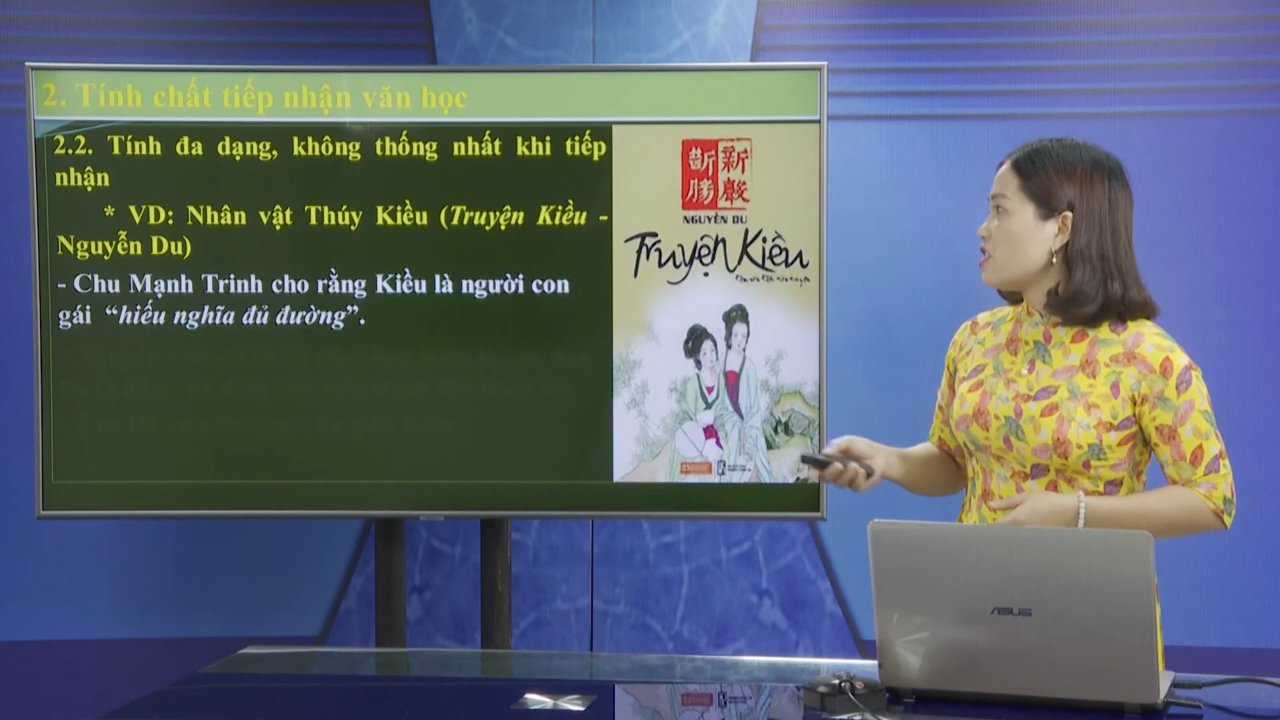 2. Tính chất tiếp nhận văn học
2.2. Tính đa dạng, không thống nhất khi tiếp
nhận
* VD: Nhân vật Thúy Kiều (Truyện Kiều -
Nguyễn Du)
- Chu Mạnh Trinh cho rằng Kiều là người con
gái “hiếu nghĩa đủ đường”.
NGUYỄN DU
Truyện Kiều
ASUS